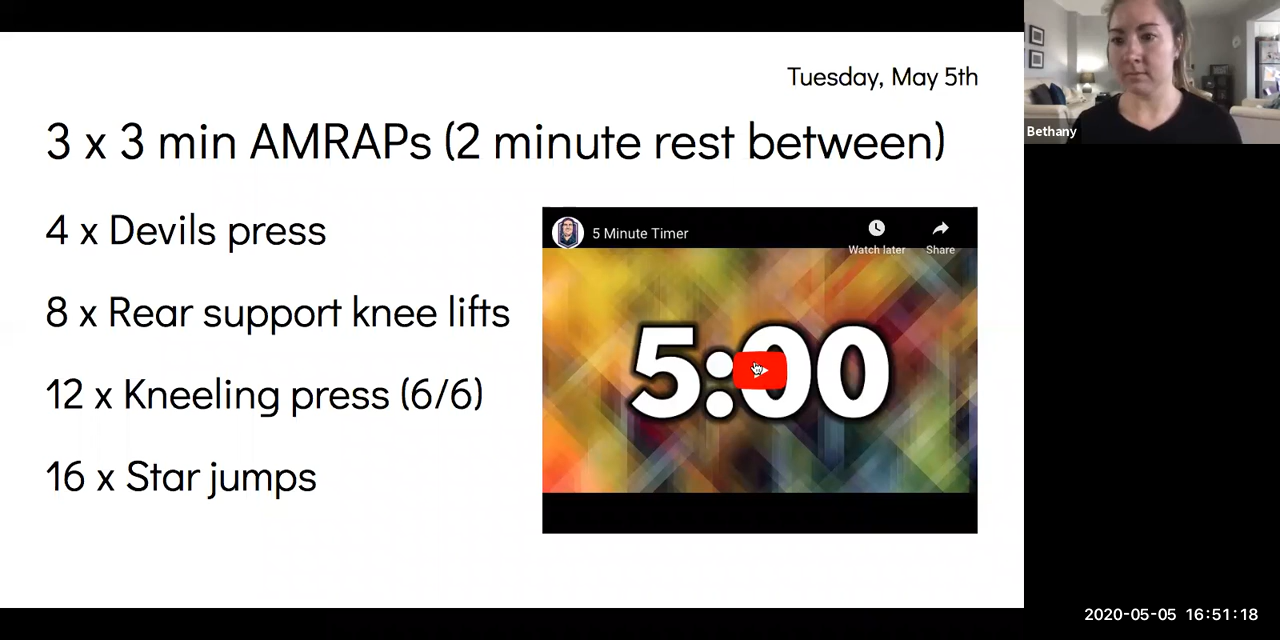 Tuesday, May 5th
3 x 3 min AMRAPs (2 minute rest between)
4 x Devils press
8 x Rear support knee lifts
12 x Kneeling press (6/6)
16 x Star jumps
5 Minute Timer
Watch later
Share
5:00
Bethany
2020-05-05 16:51:18